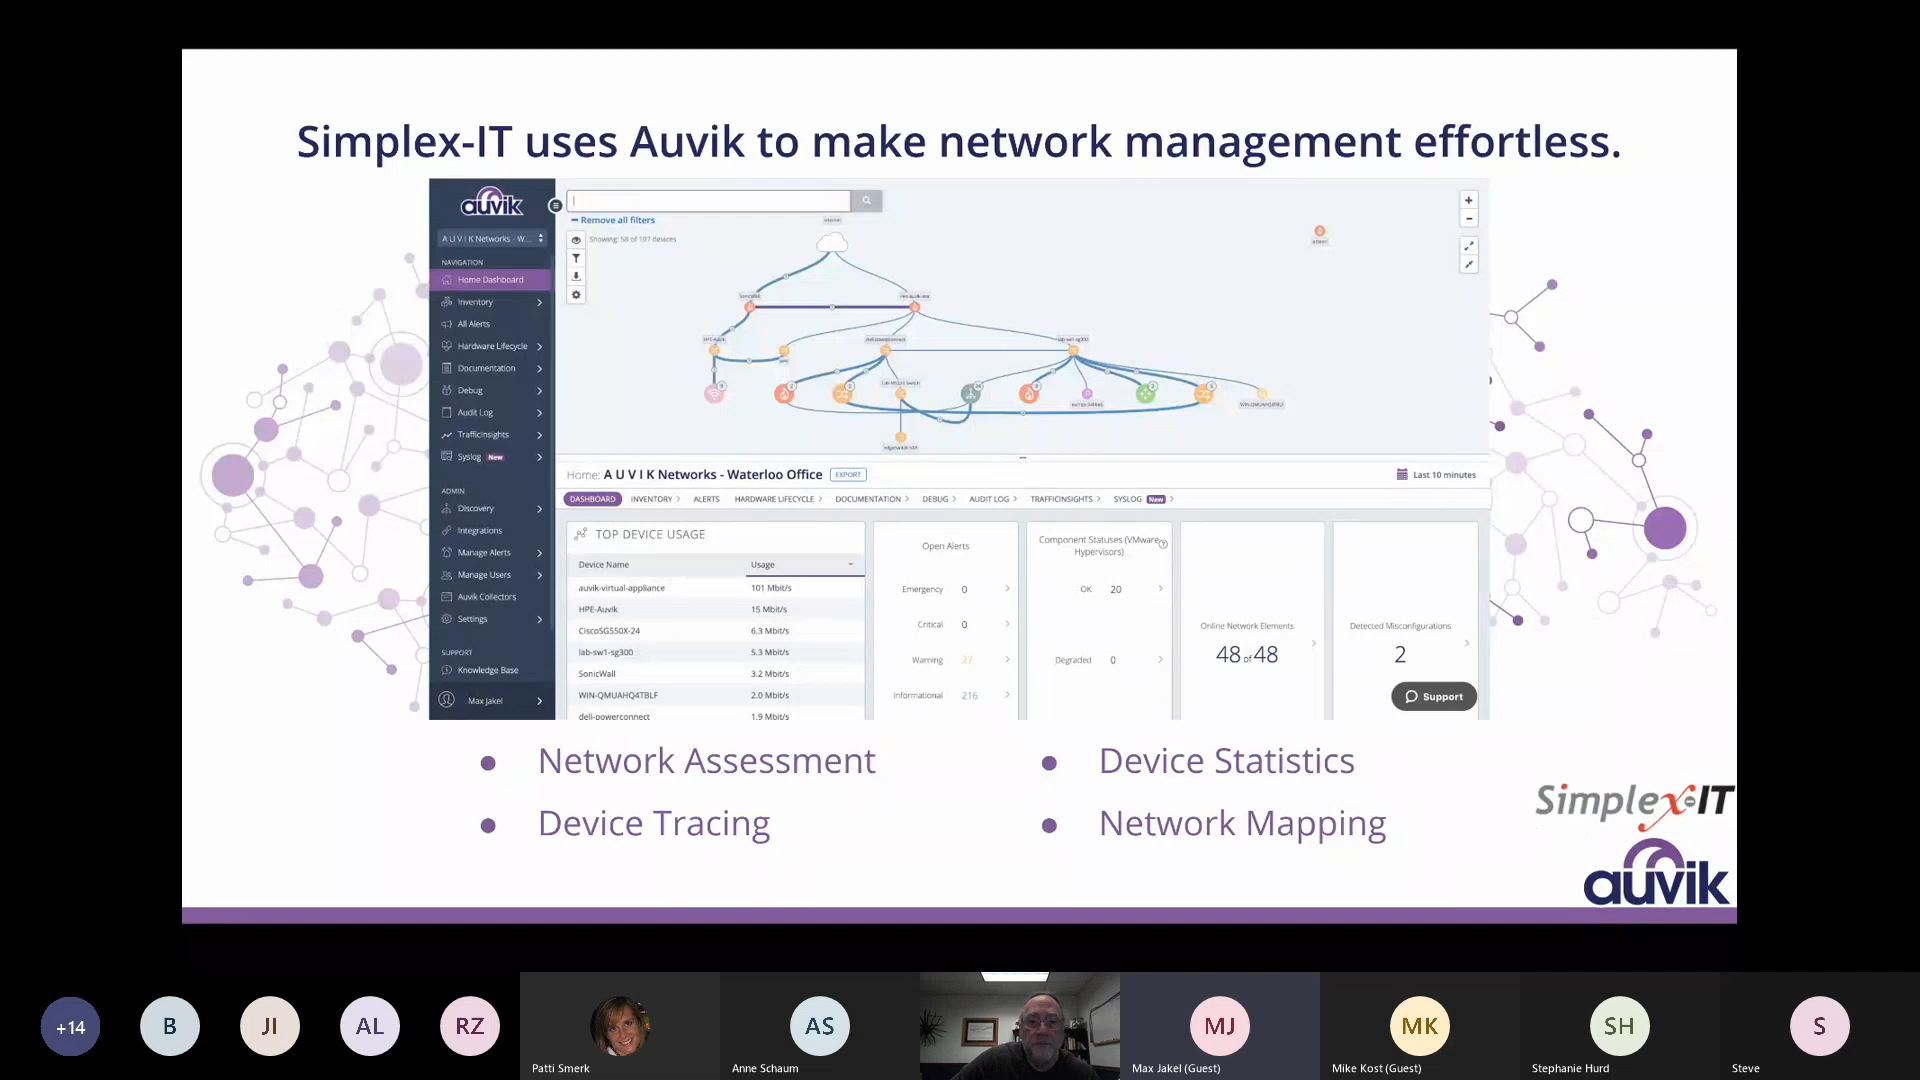 Simplex-IT uses Auvik to make network management effortless.
auvik
A U V I K Networks - W...
NAVIGATION
Home Dashboard
Inventory
All Alerts
Hardware Lifecycle
Documentation
Debug
Audit Log
TrafficInsights
Syslog New
ADMIN
Discovery
Integrations
Manage Alerts
Manage Users
Auvik Collectors
Settings
SUPPORT
Knowledge Base
Max Jakel
Remove all filters
Showing: 58 of 107 devices
Home: A U V I K Networks - Waterloo Office EXPORT
Last 10 minutes
DASHBOARD INVENTORY ALERTS HARDWARE LIFECYCLE DOCUMENTATION DEBUG AUDIT LOG TRAFFICINSIGHTS SYSLOG New
TOP DEVICE USAGE
Device Name Usage
auvik-virtual-appliance 101 Mbit/s
HPE-Auvik 15 Mbit/s
CiscoSG550X-24 6.3 Mbit/s
lab-sw1-sg300 5.3 Mbit/s
SonicWall 3.2 Mbit/s
WIN-QMUAHQ4TBLF 2.0 Mbit/s
dell-powerconnect 1.9 Mbit/s
Open Alerts
Emergency 0
Critical 0
Warning 27
Informational 216
Component Statuses (VMware Hypervisors)
OK 20
Degraded 0
Online Network Elements
48 of 48
Detected Misconfigurations
2
Support
• Network Assessment
• Device Tracing
• Device Statistics
• Network Mapping
Simplex-IT
auvik
+14
B
JI
AL
RZ
Patti Smerk
AS
Anne Schaum
MJ
Max Jakel (Guest)
MK
Mike Kost (Guest)
SH
Stephanie Hurd
S
Steve